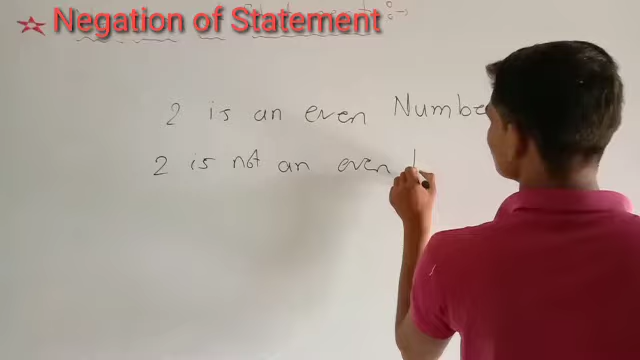 Negation of Statement
2 is an even Numbe
2 is not an even